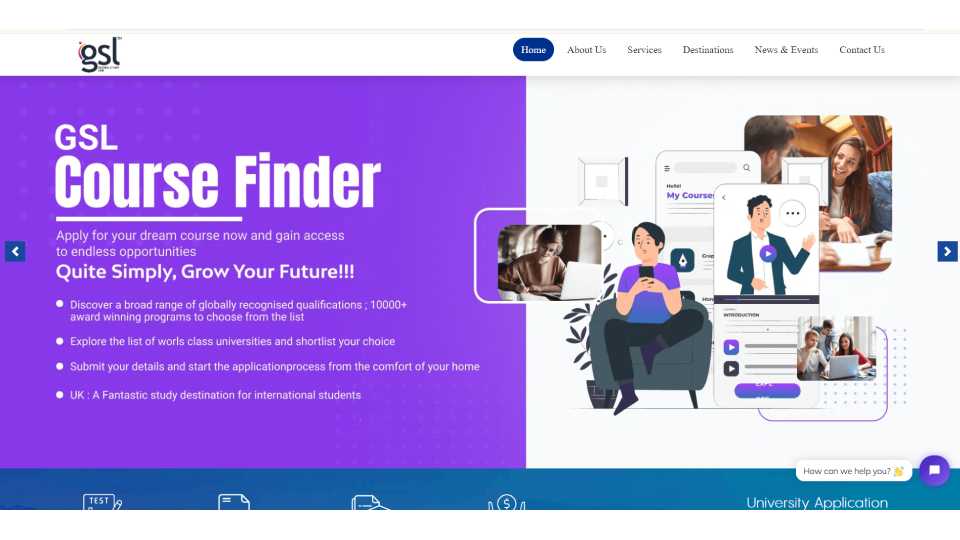 gsl
Home
About Us
Services
Destinations
News & Events
Contact Us
GSL
Course Finder
Apply for your dream course now and gain access
to endless opportunities
Quite Simply, Grow Your Future!!!
Discover a broad range of globally recognised qualifications ; 10000+
award winning programs to choose from the list
Explore the list of worls class universities and shortlist your choice
Submit your details and start the applicationprocess from the comfort of your home
UK : A Fantastic study destination for international students
Hello!
My Course
INTRODUCTION
How can we help you? 👋
TEST
University Application